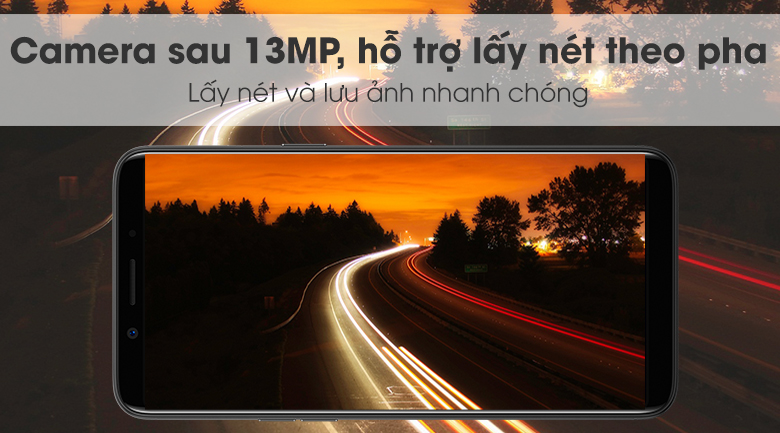 Camera sau 13MP, hỗ trợ lấy nét theo pha
Lấy nét và lưu ảnh nhanh chóng